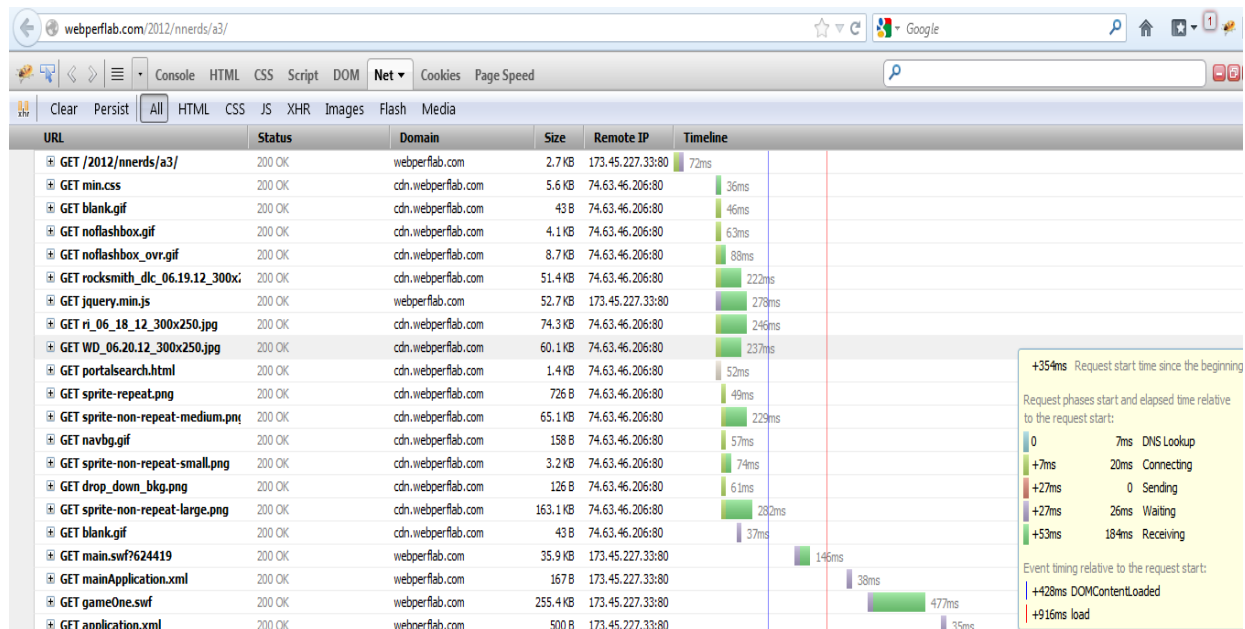 webperflab.com/2012/nnerds/a3/ Google 1
Console HTML CSS Script DOM Net Cookies Page Speed
xhr Clear Persist All HTML CSS JS XHR Images Flash Media
URL Status Domain Size Remote IP Timeline
GET /2012/nnerds/a3/ 200 OK webperflab.com 2.7 KB 173.45.227.33:80 72ms
GET min.css 200 OK cdn.webperflab.com 5.6 KB 74.63.46.206:80 36ms
GET blank.gif 200 OK cdn.webperflab.com 43 B 74.63.46.206:80 46ms
GET noflashbox.gif 200 OK cdn.webperflab.com 4.1 KB 74.63.46.206:80 63ms
GET noflashbox_ovr.gif 200 OK cdn.webperflab.com 8.7 KB 74.63.46.206:80 88ms
GET rocksmith_dlc_06.19.12_300x2 200 OK cdn.webperflab.com 51.4 KB 74.63.46.206:80 222ms
GET jquery.min.js 200 OK webperflab.com 52.7 KB 173.45.227.33:80 278ms
GET ri_06_18_12_300x250.jpg 200 OK cdn.webperflab.com 74.3 KB 74.63.46.206:80 246ms
GET WD_06.20.12_300x250.jpg 200 OK cdn.webperflab.com 60.1 KB 74.63.46.206:80 237ms
GET portalsearch.html 200 OK cdn.webperflab.com 1.4 KB 74.63.46.206:80 52ms
GET sprite-repeat.png 200 OK cdn.webperflab.com 726 B 74.63.46.206:80 49ms
GET sprite-non-repeat-medium.png 200 OK cdn.webperflab.com 65.1 KB 74.63.46.206:80 229ms
GET navbg.gif 200 OK cdn.webperflab.com 158 B 74.63.46.206:80 57ms
GET sprite-non-repeat-small.png 200 OK cdn.webperflab.com 3.2 KB 74.63.46.206:80 74ms
GET drop_down_bkg.png 200 OK cdn.webperflab.com 126 B 74.63.46.206:80 61ms
GET sprite-non-repeat-large.png 200 OK cdn.webperflab.com 163.1 KB 74.63.46.206:80 282ms
GET blank.gif 200 OK cdn.webperflab.com 43 B 74.63.46.206:80 37ms
GET main.swf?624419 200 OK webperflab.com 35.9 KB 173.45.227.33:80 146ms
GET mainApplication.xml 200 OK webperflab.com 167 B 173.45.227.33:80 38ms
GET gameOne.swf 200 OK webperflab.com 255.4 KB 173.45.227.33:80 477ms
GET application.xml 200 OK webperflab.com 500 B 173.45.227.33:80 35ms
+354ms Request start time since the beginning
Request phases start and elapsed time relative
to the request start:
0 7ms DNS Lookup
+7ms 20ms Connecting
+27ms 0 Sending
+27ms 26ms Waiting
+53ms 184ms Receiving
Event timing relative to the request start:
+428ms DOMContentLoaded
+916ms load